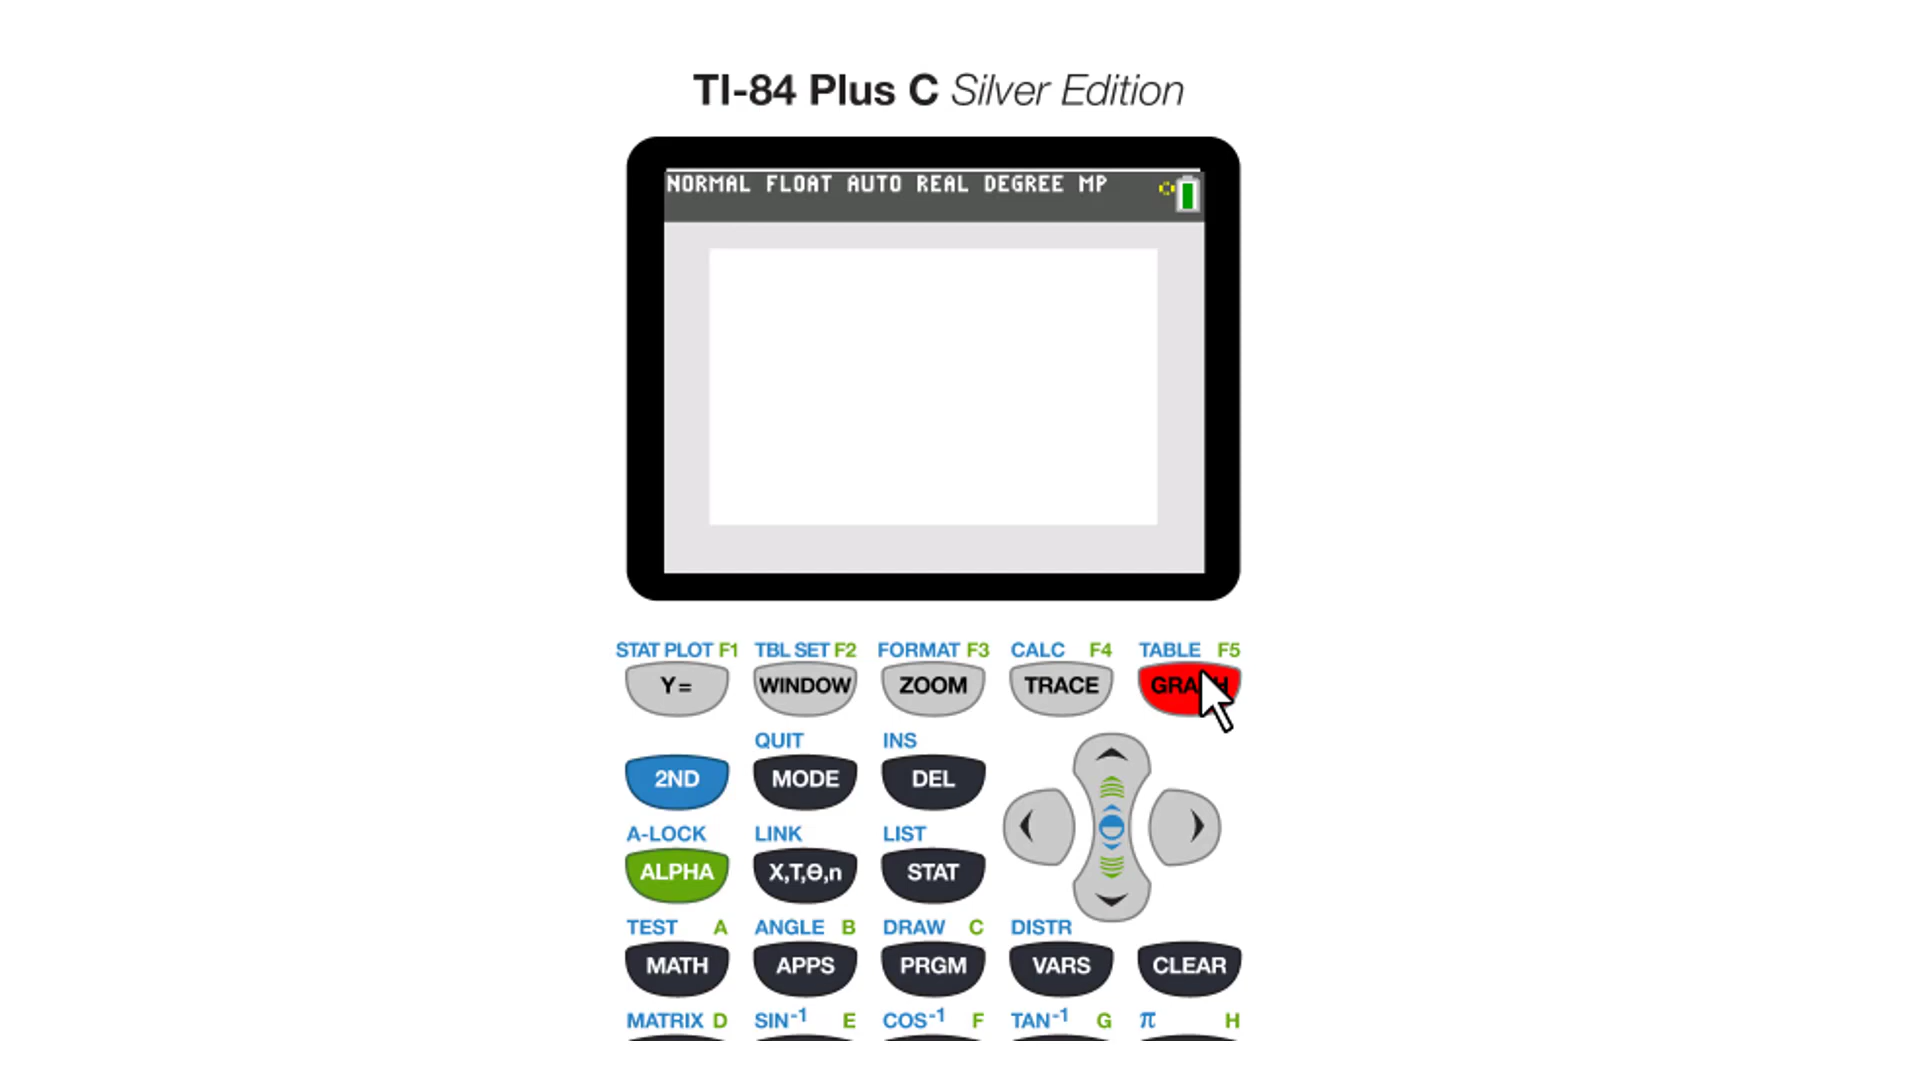 TI-84 Plus C Silver Edition
NORMAL FLOAT AUTO REAL DEGREE MP
STAT PLOT F1 TBL SET F2 FORMAT F3 CALC F4 TABLE F5
Y= WINDOW ZOOM TRACE GRAPH
QUIT INS
2ND MODE DEL
A-LOCK LINK LIST
ALPHA X,T,Θ,n STAT
TEST A ANGLE B DRAW C DISTR
MATH APPS PRGM VARS CLEAR
MATRIX D SIN⁻¹ E COS⁻¹ F TAN⁻¹ G π H